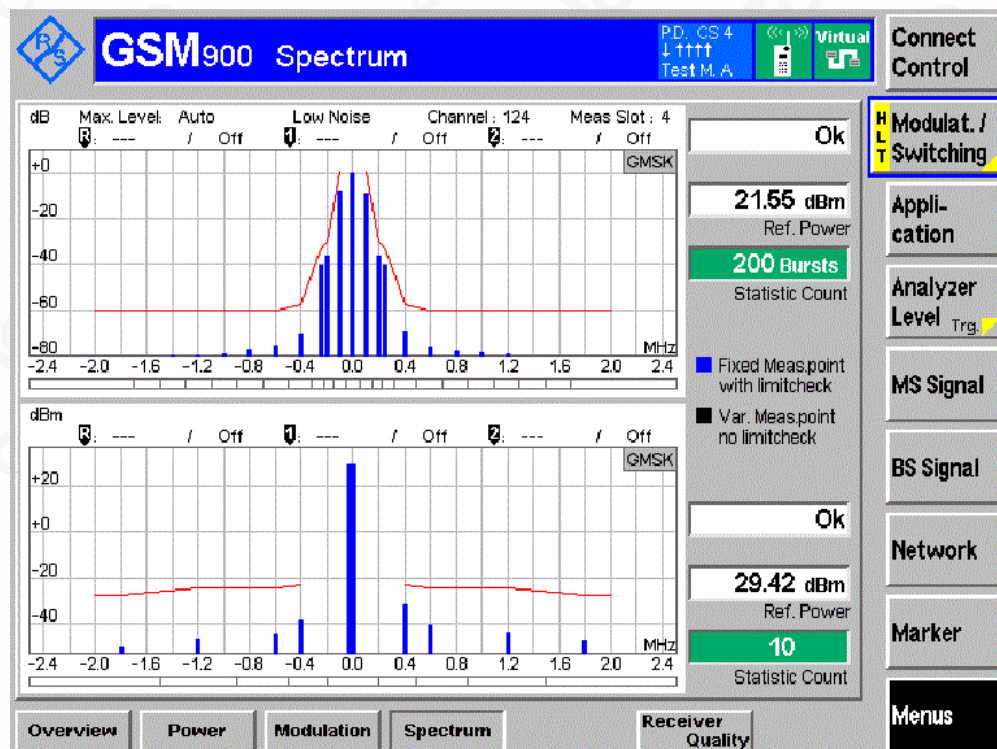 R/S
GSM900 Spectrum
P.D. CS 4
↓ ↑↑↑↑
Test M. A
Virtual
Connect
Control
dB Max. Level: Auto Low Noise Channel : 124 Meas Slot : 4
R: --- / Off 1: --- / Off 2: --- / Off
GMSK
+0
-20
-40
-60
-80
MHz
-2.4 -2.0 -1.6 -1.2 -0.8 -0.4 0.0 0.4 0.8 1.2 1.6 2.0 2.4
Ok
21.55 dBm
Ref. Power
200 Bursts
Statistic Count
Fixed Meas.point
with limitcheck
Var. Meas.point
no limitcheck
dBm
R: --- / Off 1: --- / Off 2: --- / Off
GMSK
+20
+0
-20
-40
MHz
-2.4 -2.0 -1.6 -1.2 -0.8 -0.4 0.0 0.4 0.8 1.2 1.6 2.0 2.4
Ok
29.42 dBm
Ref. Power
10
Statistic Count
HLT
Modulat. /
Switching
Appli-
cation
Analyzer
Level Trg.
MS Signal
BS Signal
Network
Marker
Menus
Overview
Power
Modulation
Spectrum
Receiver
Quality